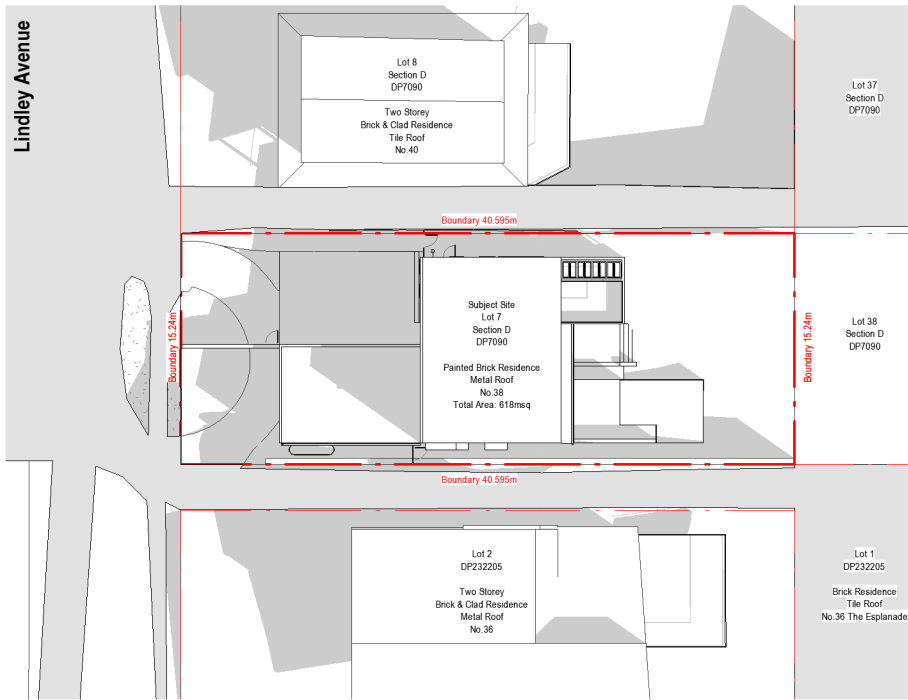 Lindley Avenue
Lot 8
Section D
DP7090
Two Storey
Brick & Clad Residence
Tile Roof
No.40
Lot 37
Section D
DP7090
Boundary 40.595m
Boundary 15.24m
Subject Site
Lot 7
Section D
DP7090
Painted Brick Residence
Metal Roof
No.38
Total Area: 618msq
Boundary 15.24m
Lot 38
Section D
DP7090
Boundary 40.595m
Lot 2
DP232205
Two Storey
Brick & Clad Residence
Metal Roof
No.36
Lot 1
DP232205
Brick Residence
Tile Roof
No.36 The Esplanade